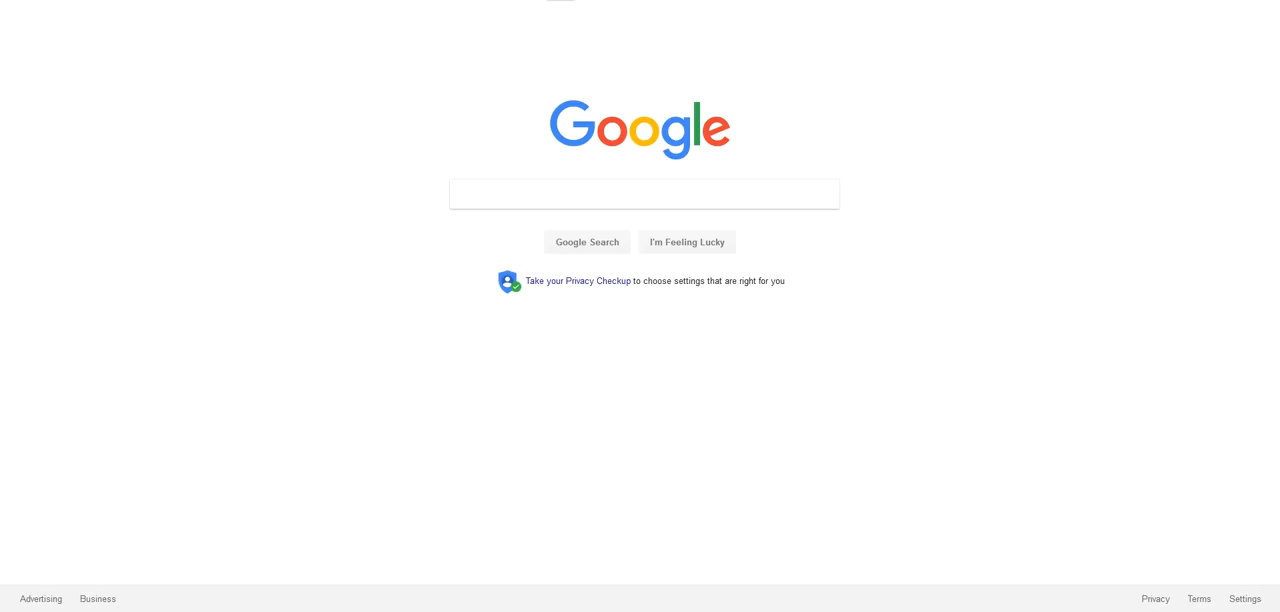 Google
Google Search I'm Feeling Lucky
Take your Privacy Checkup to choose settings that are right for you
Advertising Business Privacy Terms Settings